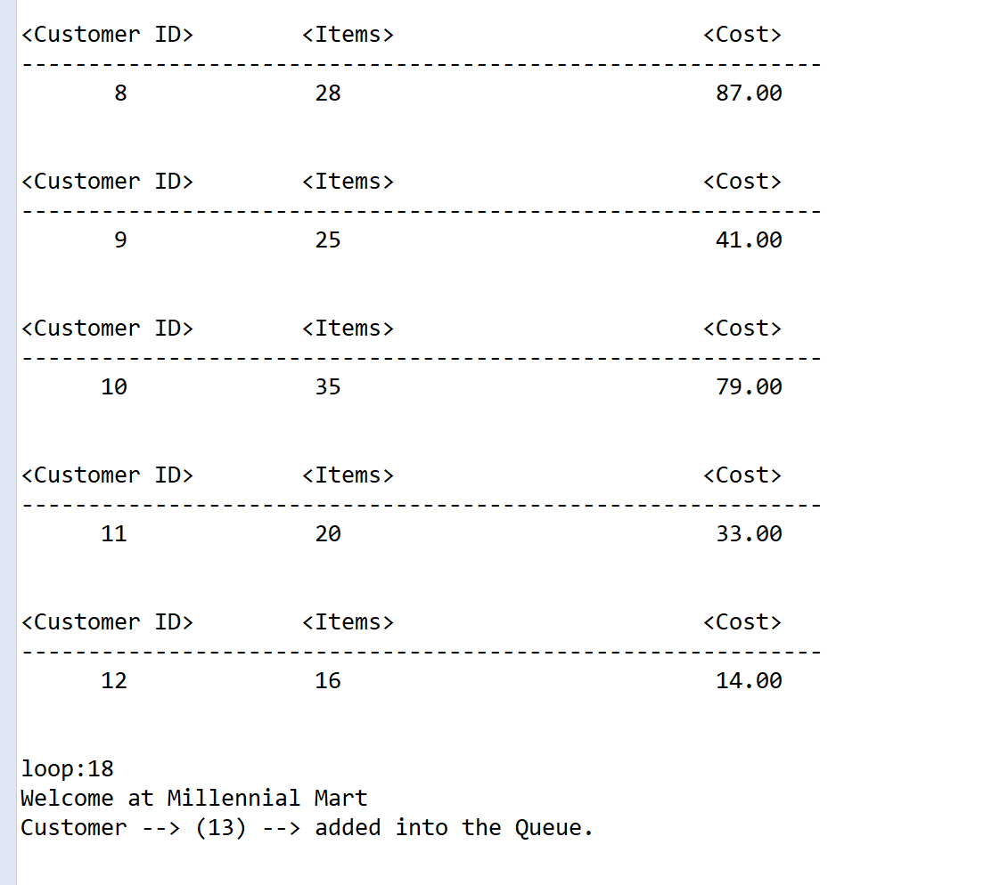 <Customer ID> <Items> <Cost>
------------------------------------------------------------
8 28 87.00
<Customer ID> <Items> <Cost>
------------------------------------------------------------
9 25 41.00
<Customer ID> <Items> <Cost>
------------------------------------------------------------
10 35 79.00
<Customer ID> <Items> <Cost>
------------------------------------------------------------
11 20 33.00
<Customer ID> <Items> <Cost>
------------------------------------------------------------
12 16 14.00
loop:18
Welcome at Millennial Mart
Customer --> (13) --> added into the Queue.